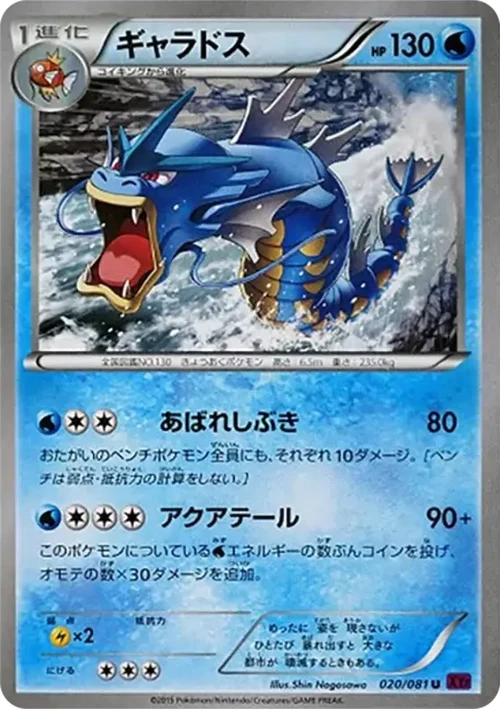 1進化
ギャラドス
HP 130
コイキングから進化
全国図鑑NO.130 きょうあくポケモン 高さ:6.5m 重さ:235.0kg
あばれしぶき 80
おたがいのベンチポケモン全員にも、それぞれ10ダメージ。[ベン
チは弱点・抵抗力の計算をしない。]
アクアテール 90+
このポケモンについているエネルギーの数ぶんコインを投げ、
オモテの数×30ダメージを追加。
弱点 抵抗力
×2
にげる
めったに 姿を 現さないが
ひとたび 暴れ出すと 大きな
都市が 壊滅するときもある。
Illus.Shin Nagasawa 020/081 U
©2015 Pokémon/Nintendo/Creatures/GAME FREAK.